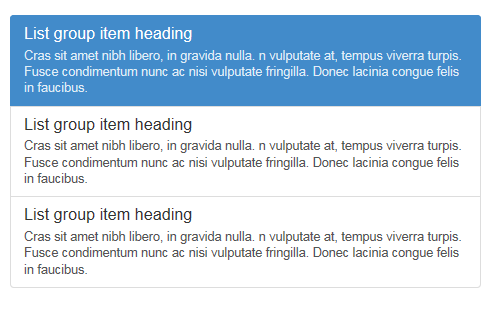 List group item heading
Cras sit amet nibh libero, in gravida nulla. n vulputate at, tempus viverra turpis.
Fusce condimentum nunc ac nisi vulputate fringilla. Donec lacinia congue felis
in faucibus.
List group item heading
Cras sit amet nibh libero, in gravida nulla. n vulputate at, tempus viverra turpis.
Fusce condimentum nunc ac nisi vulputate fringilla. Donec lacinia congue felis
in faucibus.
List group item heading
Cras sit amet nibh libero, in gravida nulla. n vulputate at, tempus viverra turpis.
Fusce condimentum nunc ac nisi vulputate fringilla. Donec lacinia congue felis
in faucibus.